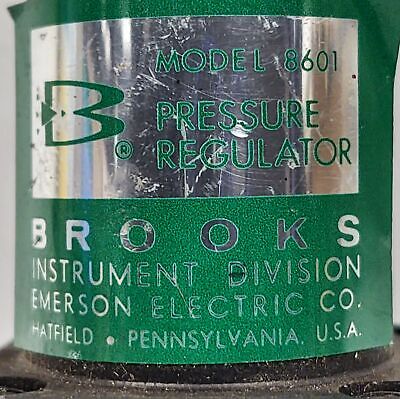 MODEL 8601
B
®
PRESSURE
REGULATOR
BROOKS
INSTRUMENT DIVISION
EMERSON ELECTRIC CO.
HATFIELD • PENNSYLVANIA, U.S.A.